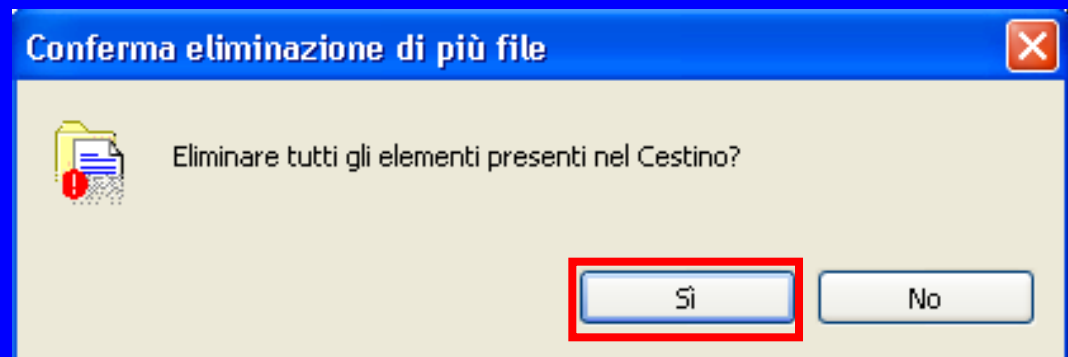 Conferma eliminazione di più file
Eliminare tutti gli elementi presenti nel Cestino?
Sì
No